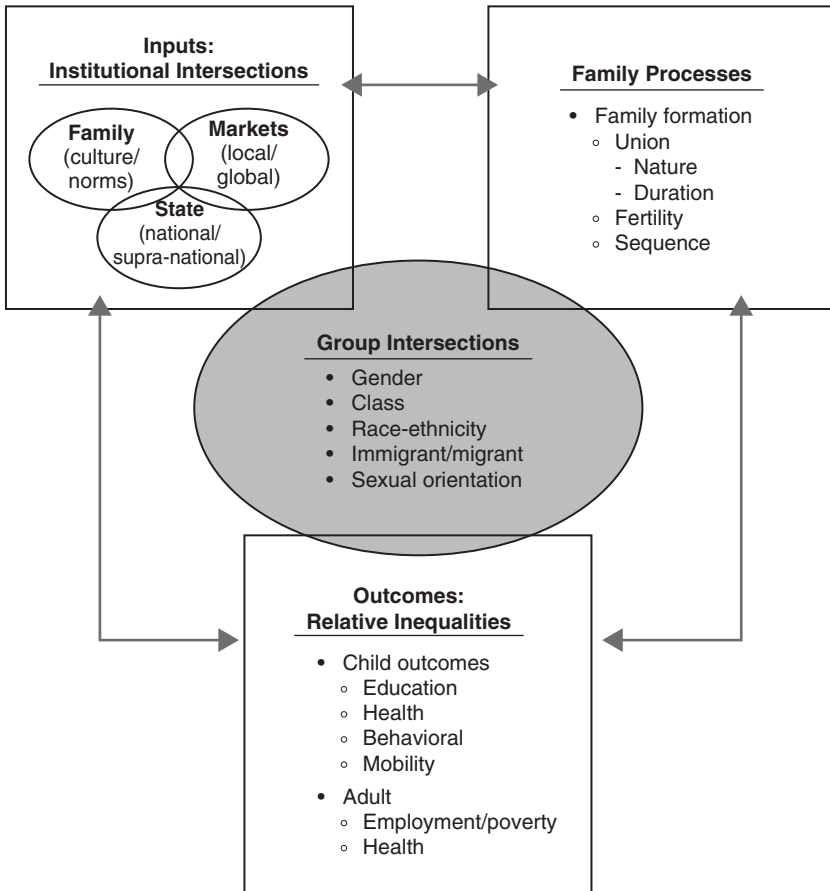 Inputs:
Institutional Intersections
Family
(culture/
norms)
Markets
(local/
global)
State
(national/
supra-national)
Family Processes
• Family formation
◦ Union
- Nature
- Duration
◦ Fertility
◦ Sequence
Group Intersections
• Gender
• Class
• Race-ethnicity
• Immigrant/migrant
• Sexual orientation
Outcomes:
Relative Inequalities
• Child outcomes
◦ Education
◦ Health
◦ Behavioral
◦ Mobility
• Adult
◦ Employment/poverty
◦ Health